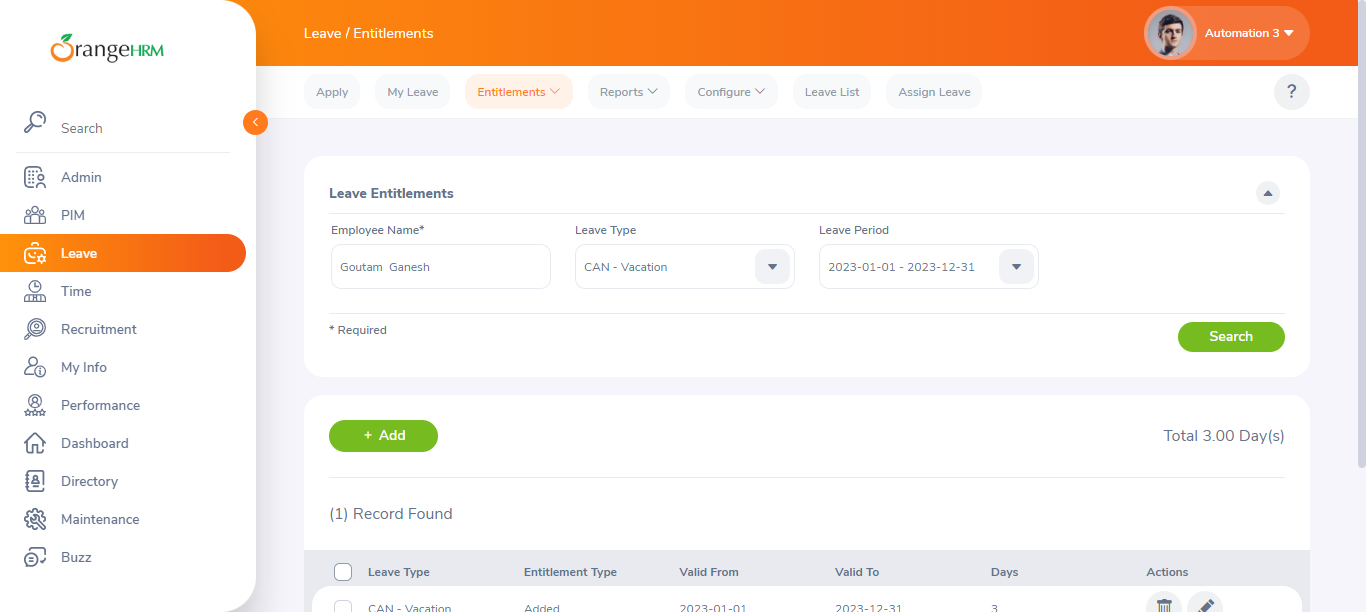 OrangeHRM
Search
Admin
PIM
Leave
Time
Recruitment
My Info
Performance
Dashboard
Directory
Maintenance
Buzz
Leave / Entitlements
Automation 3
Apply
My Leave
Entitlements
Reports
Configure
Leave List
Assign Leave
?
Leave Entitlements
Employee Name* Leave Type Leave Period
Goutam  Ganesh CAN - Vacation 2023-01-01 - 2023-12-31
* Required
Search
+ Add
Total 3.00 Day(s)
(1) Record Found
Leave Type Entitlement Type Valid From Valid To Days Actions
CAN - Vacation Added 2023-01-01 2023-12-31 3